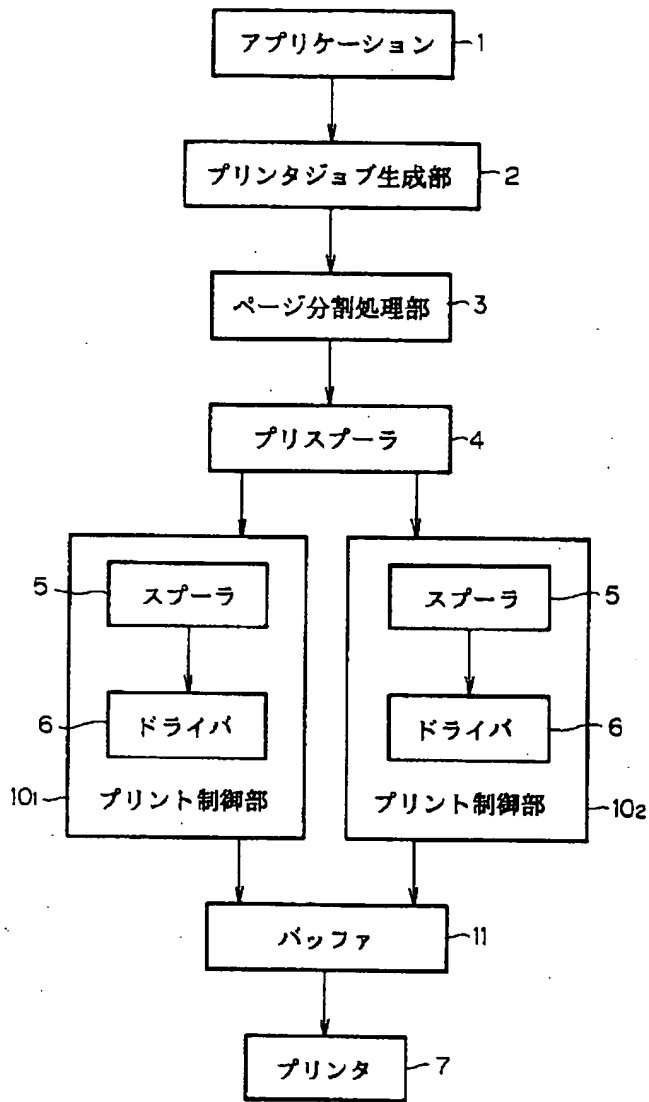 アプリケーション 1
プリンタジョブ生成部 2
ページ分割処理部 3
プリスプーラ 4
5 スプーラ
スプーラ 5
6 ドライバ
ドライバ 6
10₁ プリント制御部
プリント制御部 10₂
バッファ 11
プリンタ 7